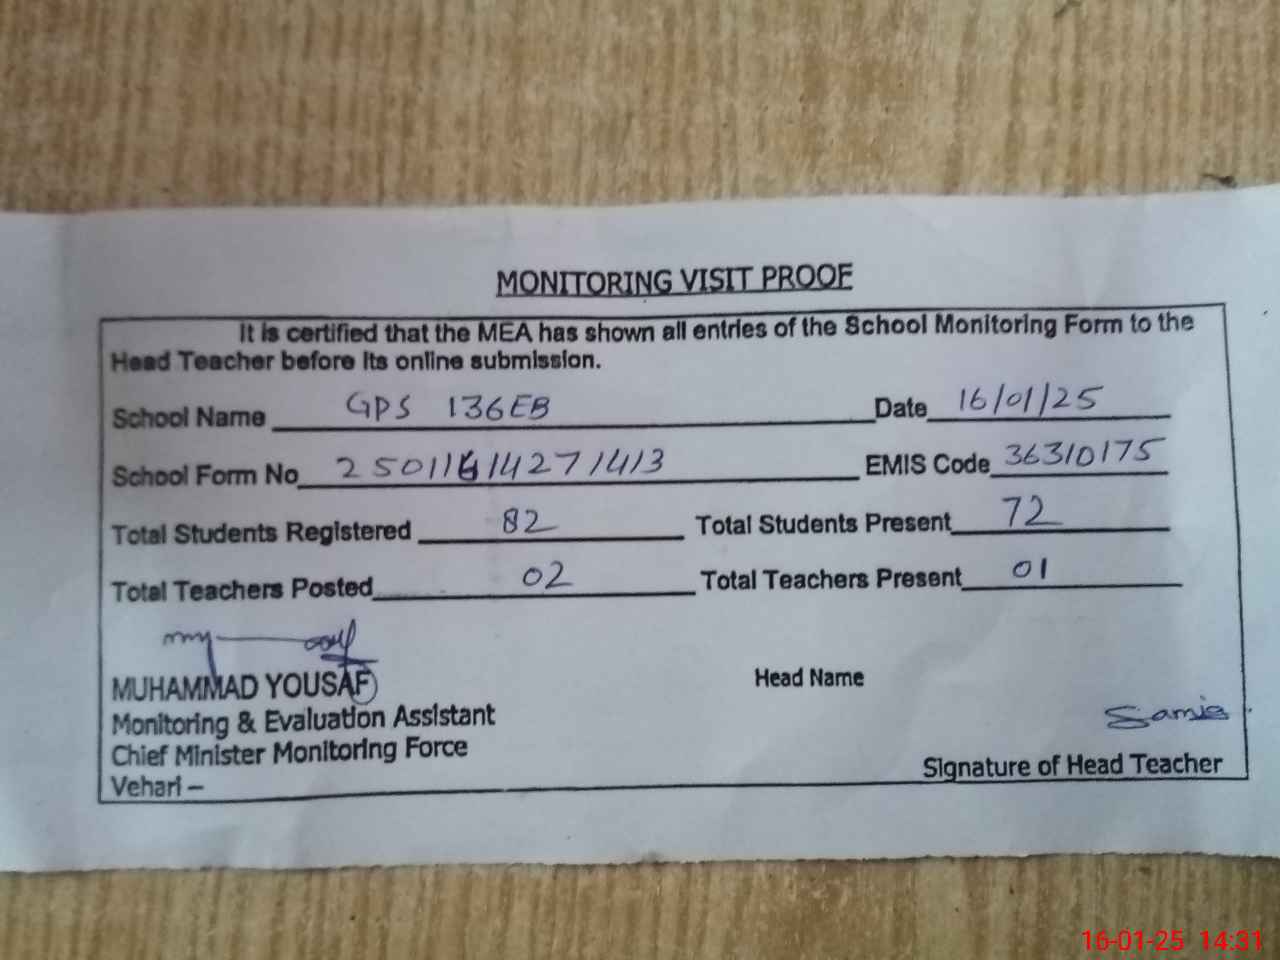 MONITORING VISIT PROOF
It is certified that the MEA has shown all entries of the School Monitoring Form to the
Head Teacher before its online submission.
School Name GPS 136EB Date 16/01/25
School Form No 25011614271413 EMIS Code 36310175
Total Students Registered 82 Total Students Present 72
Total Teachers Posted 02 Total Teachers Present 01
MUHAMMAD YOUSAF
Monitoring & Evaluation Assistant
Chief Minister Monitoring Force
Vehari –
Head Name
Samia
Signature of Head Teacher
16-01-25 14:31